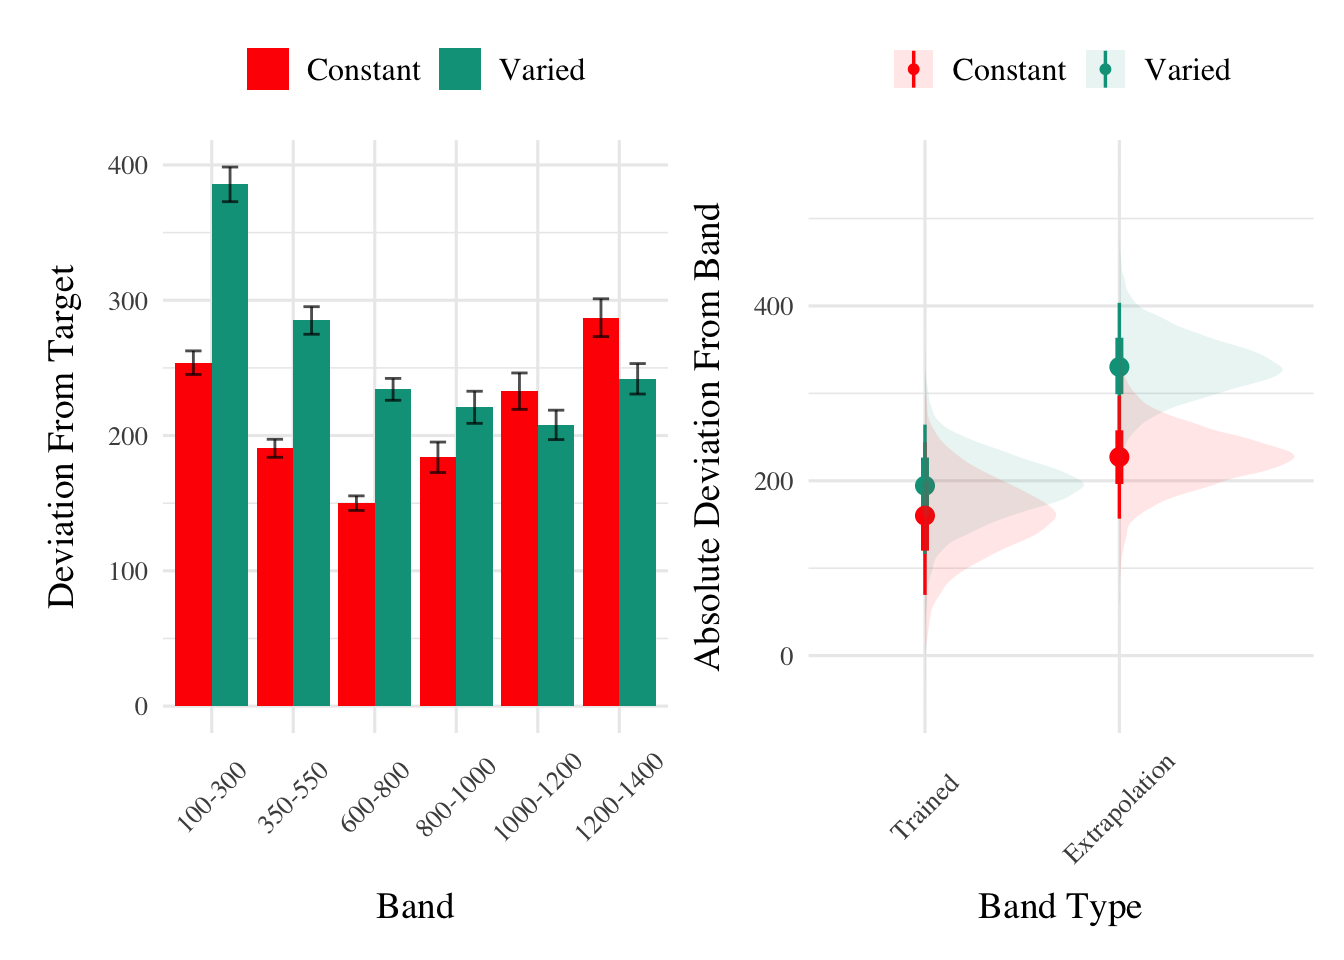 Constant
Varied
Deviation From Target
400
300
200
100
0
100-300
350-550
600-800
800-1000
1000-1200
1200-1400
Band
Constant
Varied
Absolute Deviation From Band
400
200
0
Trained
Extrapolation
Band Type